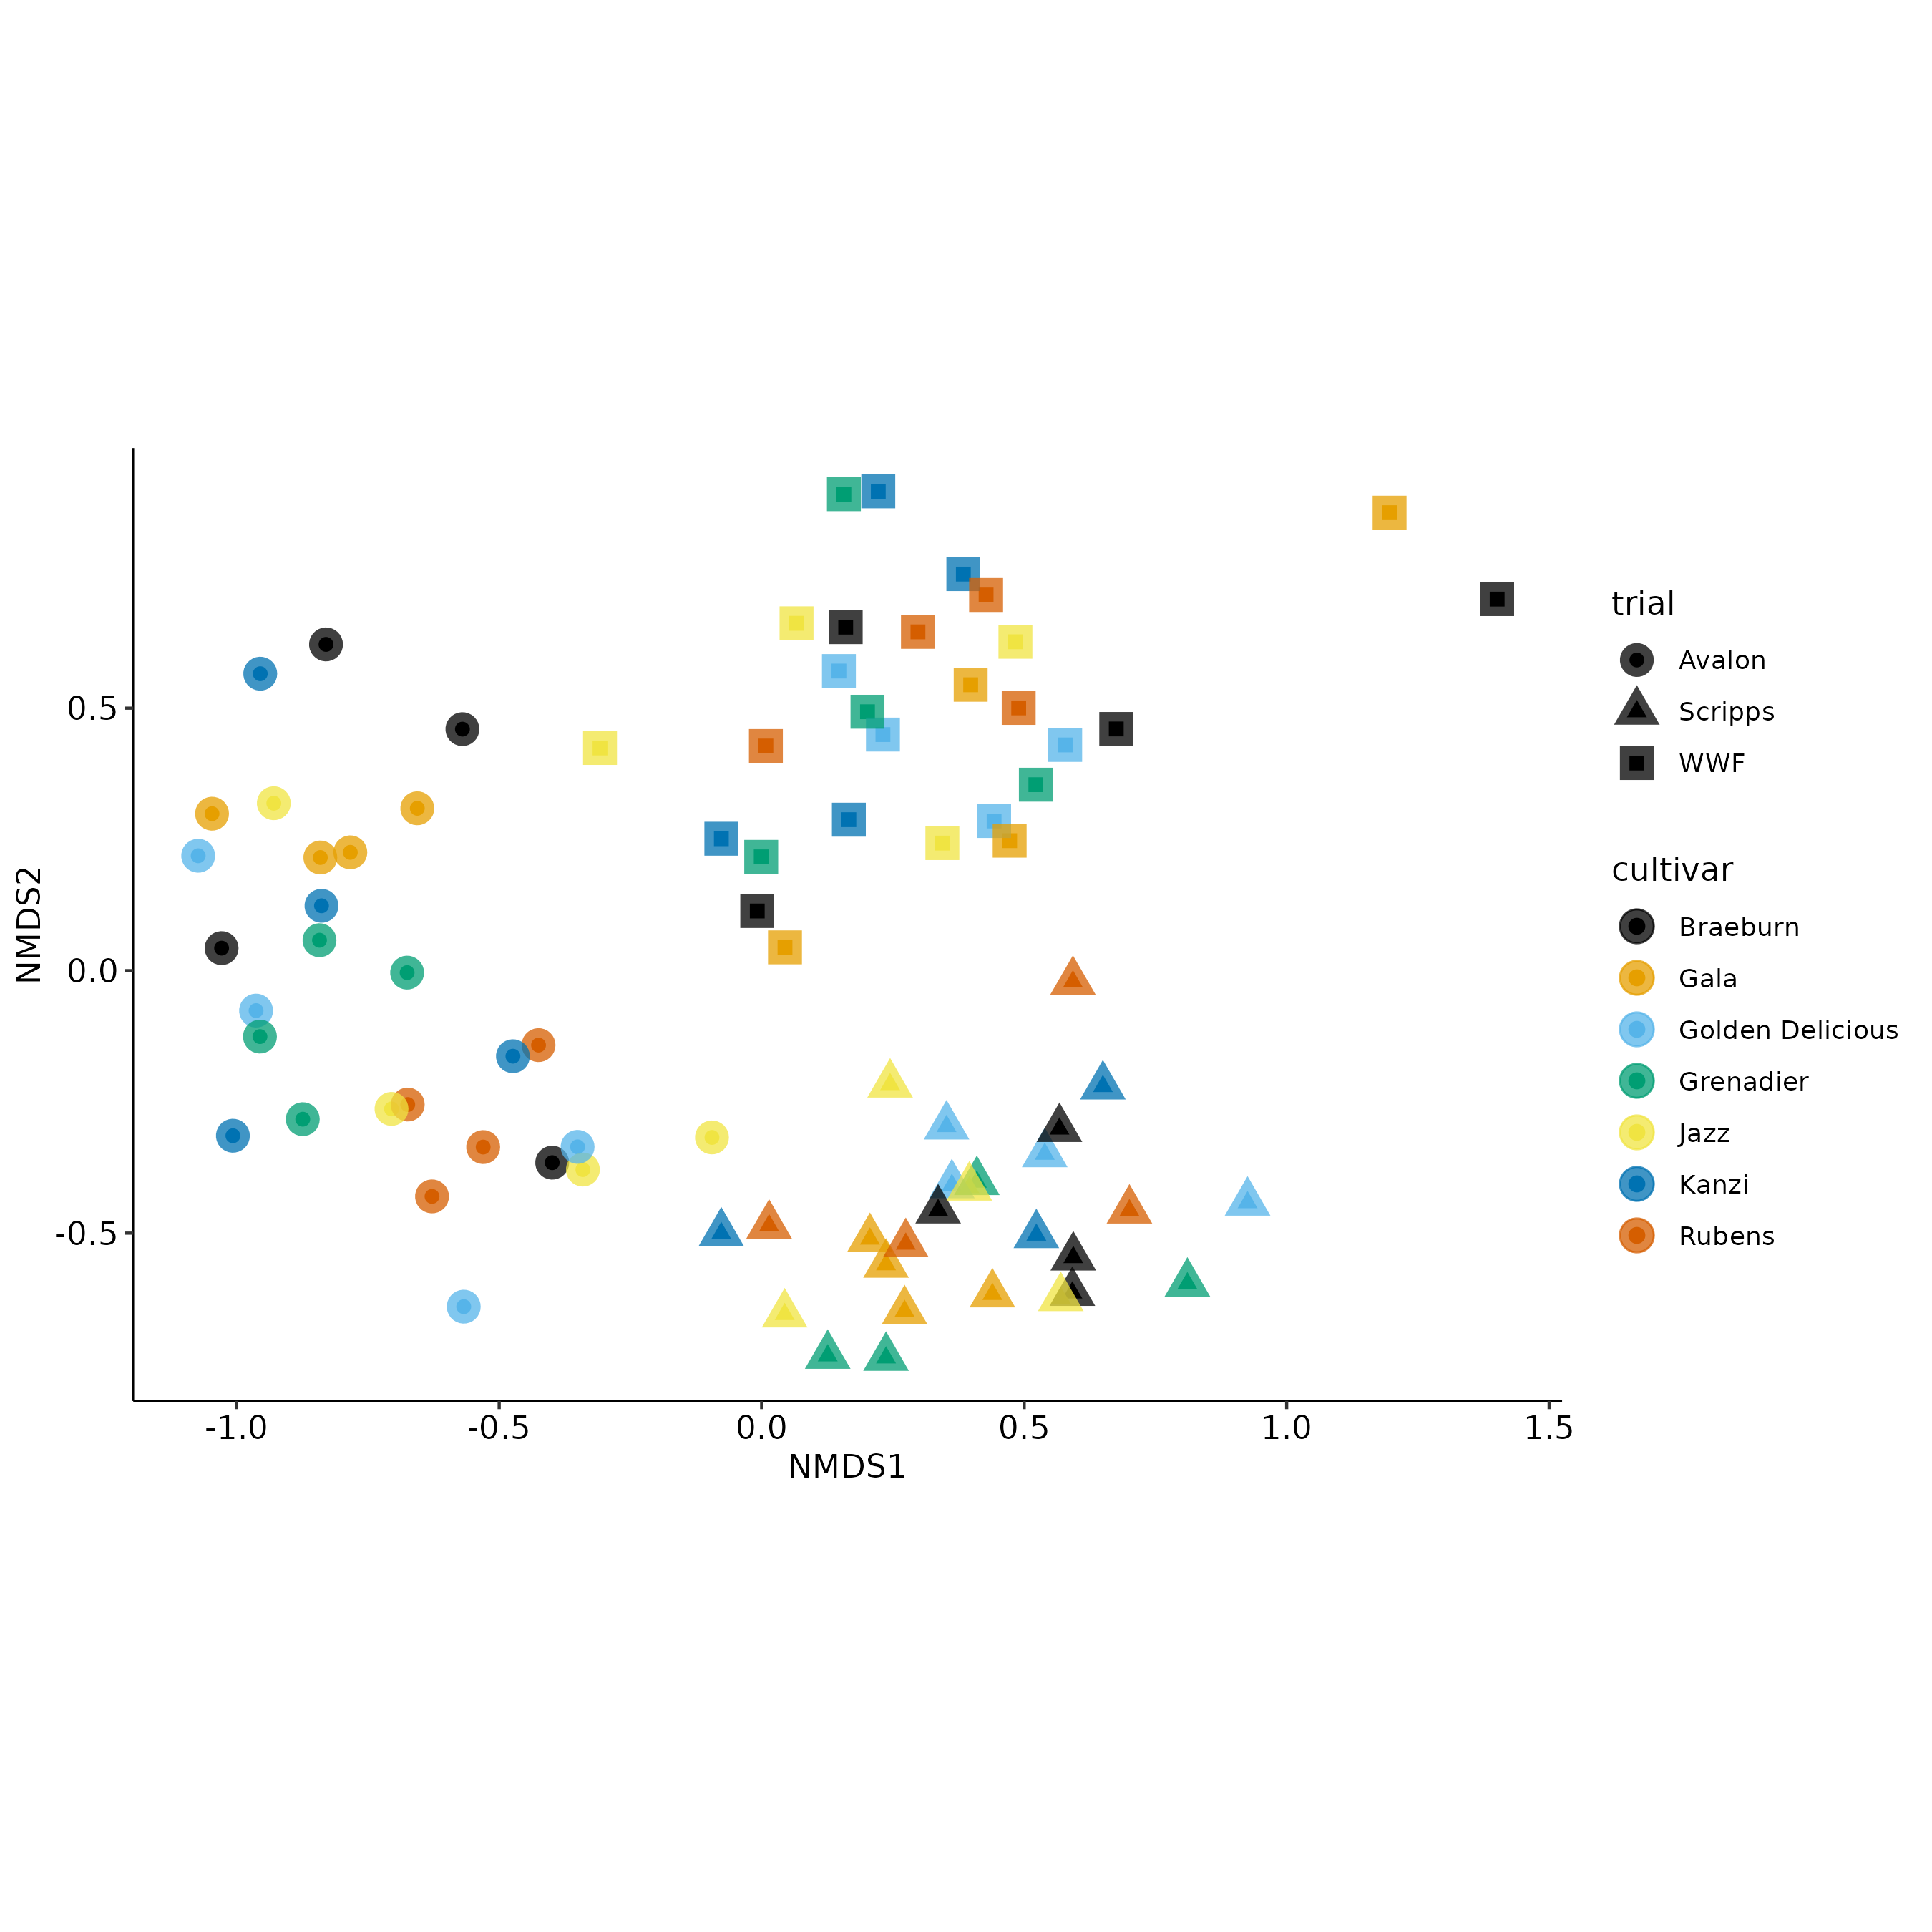 NMDS2
0.5
0.0
-0.5
-1.0 -0.5 0.0 0.5 1.0 1.5
NMDS1
trial
Avalon
Scripps
WWF
cultivar
Braeburn
Gala
Golden Delicious
Grenadier
Jazz
Kanzi
Rubens